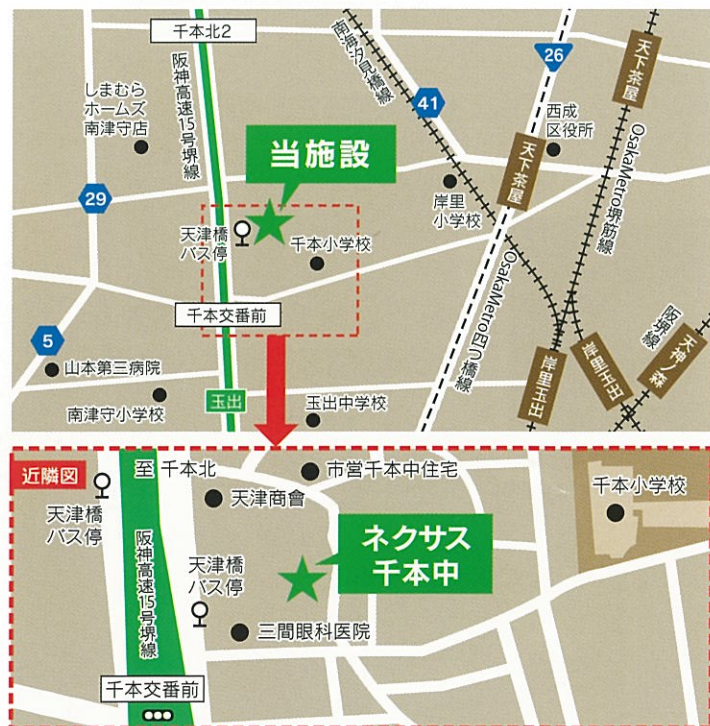 千本北2
阪神高速15号堺線
しまむら
ホームズ
南津守店
南海汐見橋線
41
26
天下茶屋
OsakaMetro堺筋線
西成
区役所
天下茶屋
当施設
29
岸里
小学校
天津橋
バス停
千本小学校
OsakaMetro四つ橋線
阪堺線
天神ノ森
千本交番前
5
山本第三病院
南津守小学校
玉出
玉出中学校
岸里玉出
岸里玉出
近隣図
至 千本北
市営千本中住宅
天津商會
千本小学校
天津橋
バス停
阪神高速15号堺線
ネクサス
千本中
天津橋
バス停
三間眼科医院
千本交番前